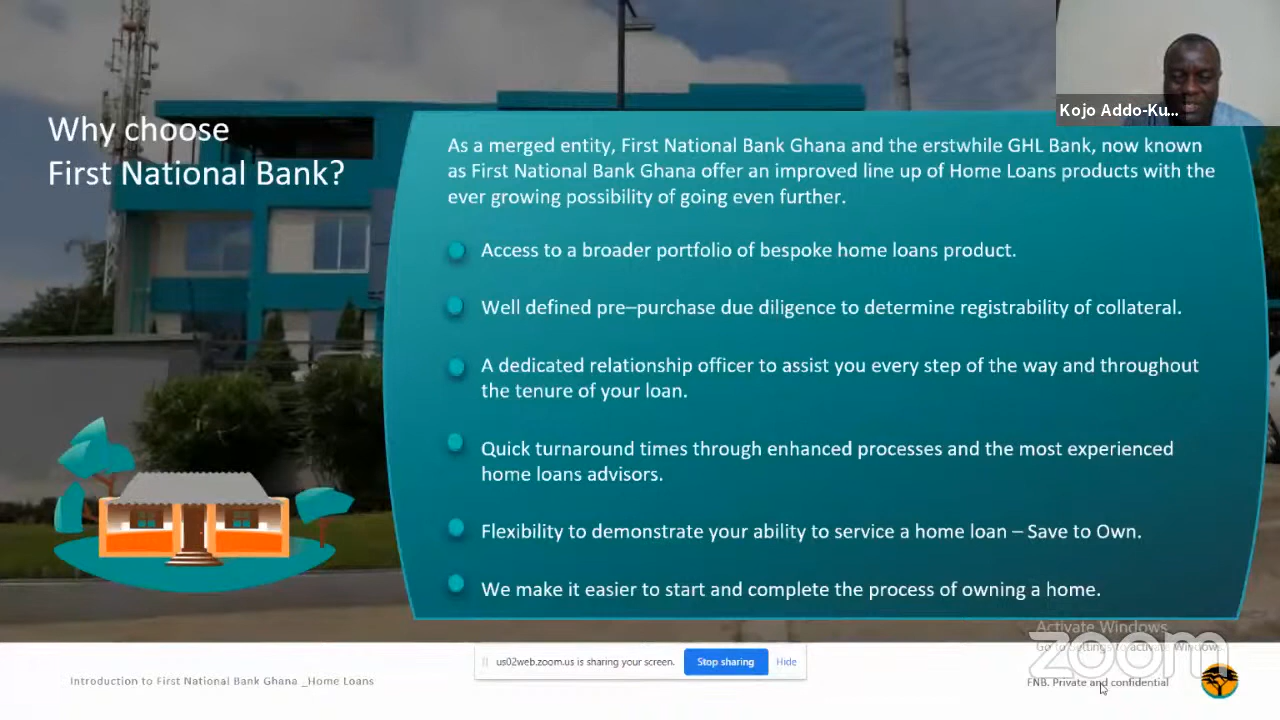 Why choose
First National Bank?
Kojo Addo-Ku...
As a merged entity, First National Bank Ghana and the erstwhile GHL Bank, now known
as First National Bank Ghana offer an improved line up of Home Loans products with the
ever growing possibility of going even further.
Access to a broader portfolio of bespoke home loans product.
Well defined pre–purchase due diligence to determine registrability of collateral.
A dedicated relationship officer to assist you every step of the way and throughout
the tenure of your loan.
Quick turnaround times through enhanced processes and the most experienced
home loans advisors.
Flexibility to demonstrate your ability to service a home loan – Save to Own.
We make it easier to start and complete the process of owning a home.
Activate Windows
Go to Settings to activate Windows.
zoom
us02web.zoom.us is sharing your screen.
Stop sharing
Hide
Introduction to First National Bank Ghana _Home Loans
FNB. Private and confidential